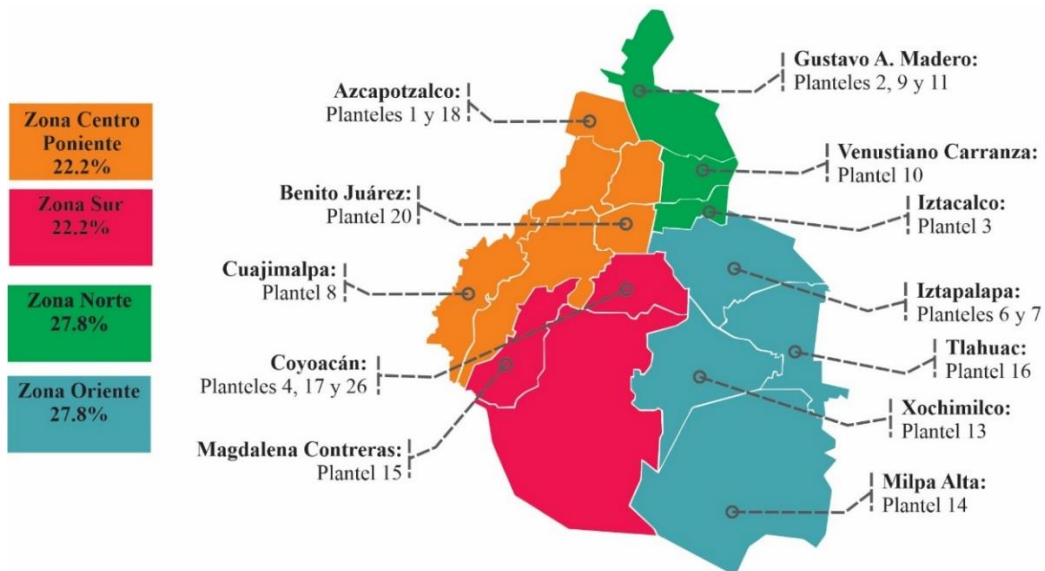 Zona Centro
Poniente
22.2%
Zona Sur
22.2%
Zona Norte
27.8%
Zona Oriente
27.8%
Azcapotzalco:
Planteles 1 y 18
Benito Juárez:
Plantel 20
Cuajimalpa:
Plantel 8
Coyoacán:
Planteles 4, 17 y 26
Magdalena Contreras:
Plantel 15
Gustavo A. Madero:
Planteles 2, 9 y 11
Venustiano Carranza:
Plantel 10
Iztacalco:
Plantel 3
Iztapalapa:
Planteles 6 y 7
Tlahuac:
Plantel 16
Xochimilco:
Plantel 13
Milpa Alta:
Plantel 14